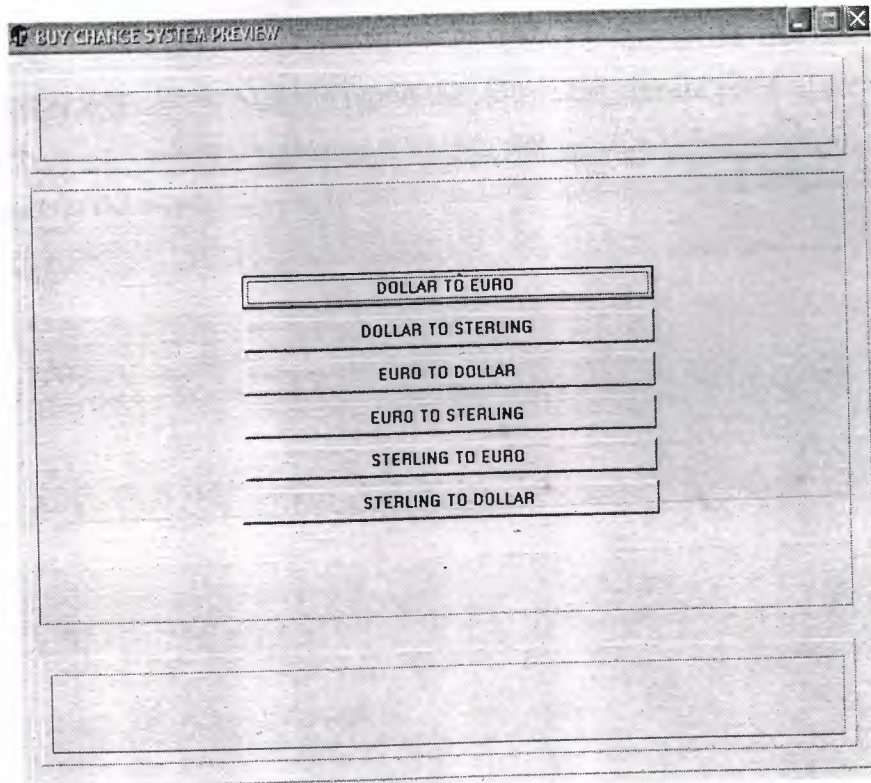 BUY CHANGE SYSTEM PREVIEW
DOLLAR TO EURO
DOLLAR TO STERLING
EURO TO DOLLAR
EURO TO STERLING
STERLING TO EURO
STERLING TO DOLLAR